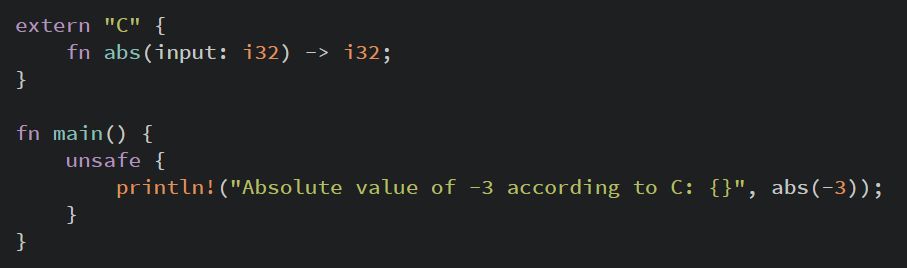 extern "C" {
    fn abs(input: i32) -> i32;
}

fn main() {
    unsafe {
        println!("Absolute value of -3 according to C: {}", abs(-3));
    }
}